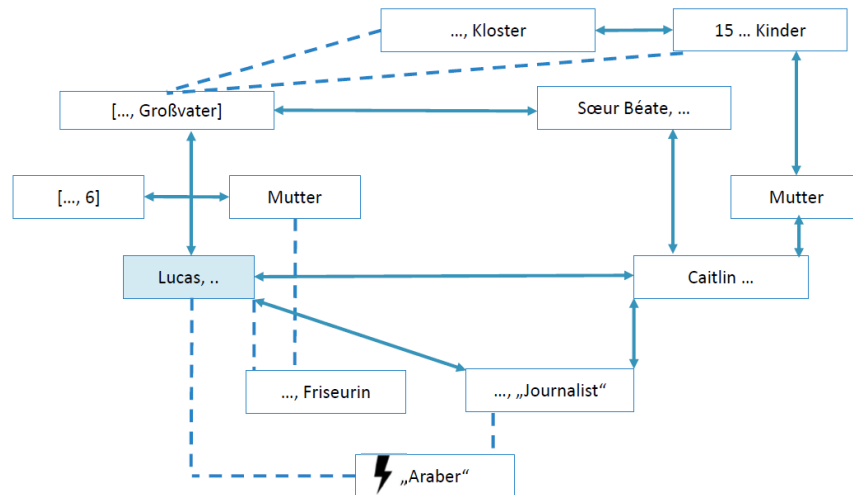 ..., Kloster
15 ... Kinder
[..., Großvater]
Sœur Béate, ...
[..., 6]
Mutter
Mutter
Lucas, ..
Caitlin ...
..., Friseurin
..., „Journalist“
„Araber“